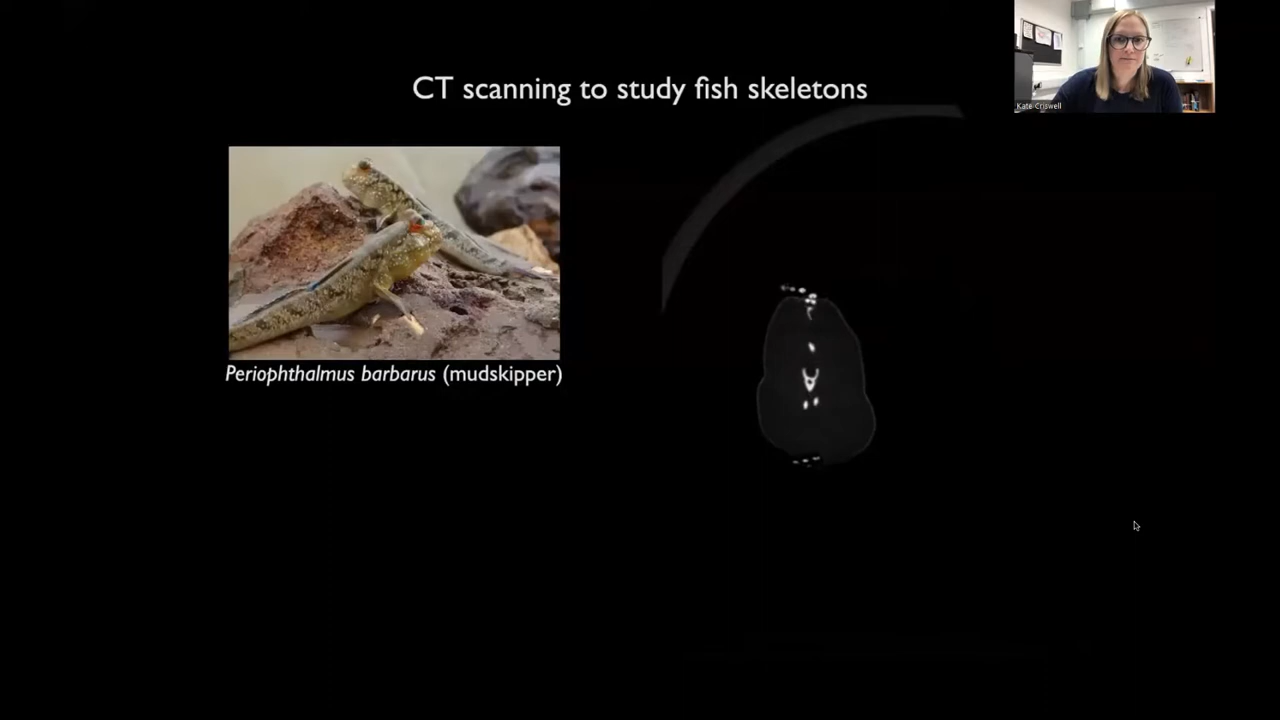 CT scanning to study fish skeletons
Kate Criswell
Periophthalmus barbarus (mudskipper)